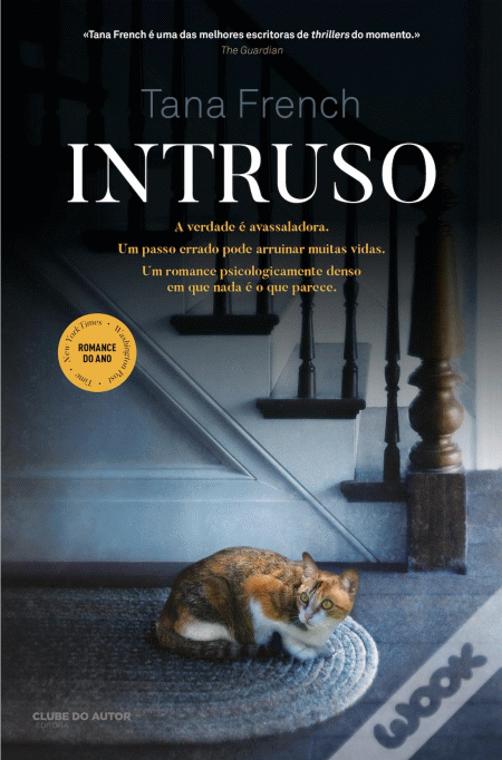 «Tana French é uma das melhores escritoras de thrillers do momento.»
The Guardian
Tana French
INTRUSO
A verdade é avassaladora.
Um passo errado pode arruinar muitas vidas.
Um romance psicologicamente denso
em que nada é o que parece.
New York Times • Washington Post • Time •
ROMANCE
DO ANO
CLUBE DO AUTOR
EDITORA
WOOK